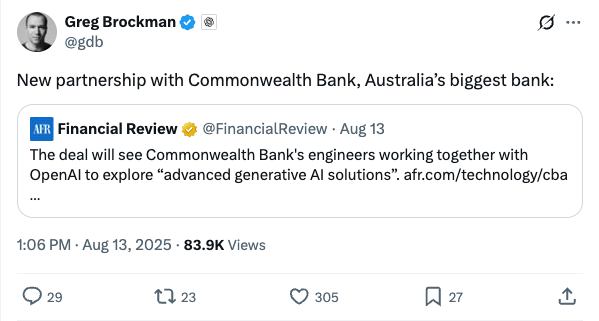 Greg Brockman
@gdb
New partnership with Commonwealth Bank, Australia’s biggest bank:
AFR Financial Review @FinancialReview · Aug 13
The deal will see Commonwealth Bank's engineers working together with
OpenAI to explore “advanced generative AI solutions”. afr.com/technology/cba
...
1:06 PM · Aug 13, 2025 · 83.9K Views
29 23 305 27